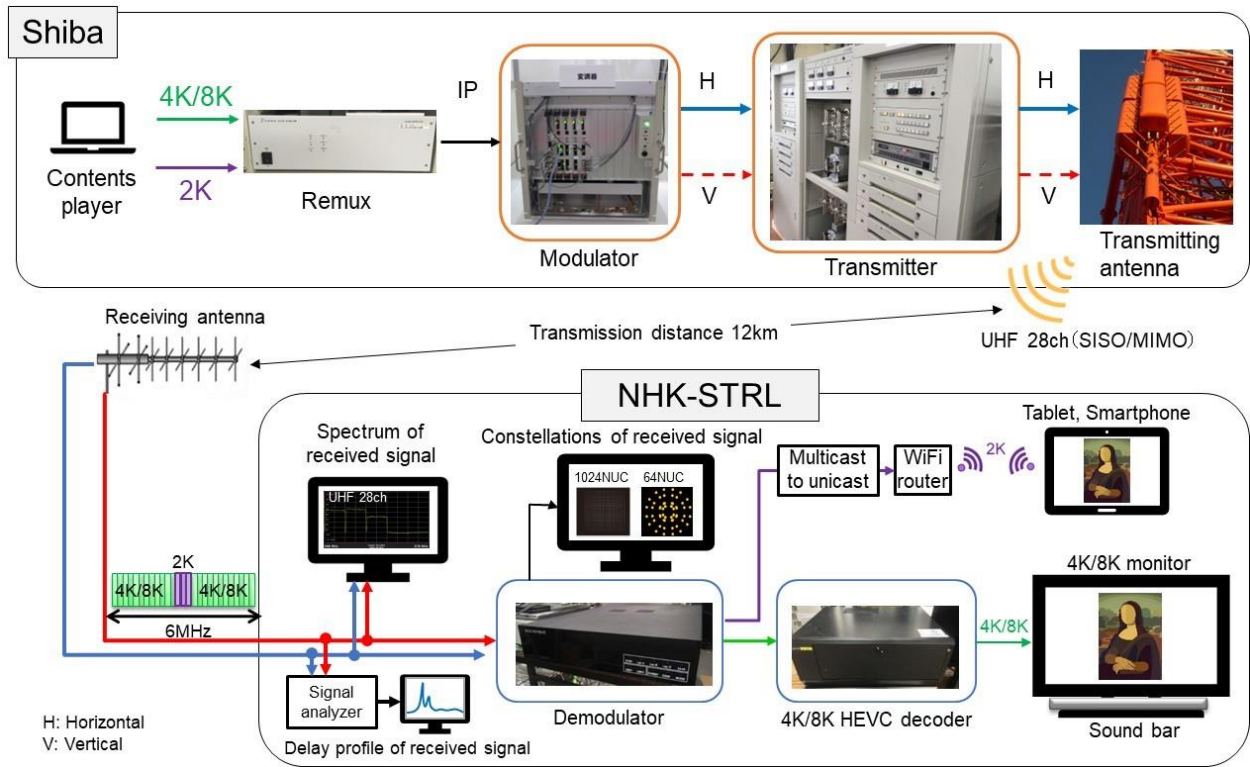 Shiba
4K/8K
2K
Contents
player
Remux
IP
変調器
Modulator
H
V
Transmitter
H
V
Transmitting
antenna
Receiving antenna
Transmission distance 12km
UHF 28ch (SISO/MIMO)
NHK-STRL
Spectrum of
received signal
UHF 28ch
Constellations of received signal
1024NUC
64NUC
Multicast
to unicast
WiFi
router
2K
Tablet, Smartphone
2K
4K/8K
4K/8K
6MHz
Signal
analyzer
Delay profile of received signal
Demodulator
4K/8K HEVC decoder
4K/8K
4K/8K monitor
Sound bar
H: Horizontal
V: Vertical